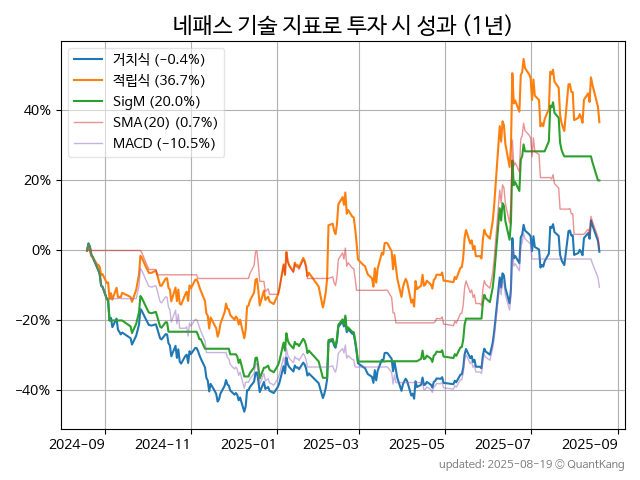 네패스 기술 지표로 투자 시 성과 (1년)
거치식 (−0.4%)
적립식 (36.7%)
SigM (20.0%)
SMA(20) (0.7%)
MACD (−10.5%)
40%
20%
0%
−20%
−40%
2024-09 2024-11 2025-01 2025-03 2025-05 2025-07 2025-09
updated: 2025-08-19 © QuantKang